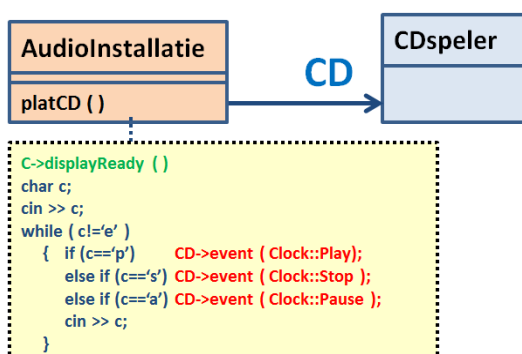 AudioInstallatie
CDspeler
CD
platCD ( )
C->displayReady ( )
char c;
cin >> c;
while ( c!=‘e’ )
{ if (c==‘p’) CD->event ( Clock::Play);
else if (c==‘s’) CD->event ( Clock::Stop );
else if (c==‘a’) CD->event ( Clock::Pause );
cin >> c;
}